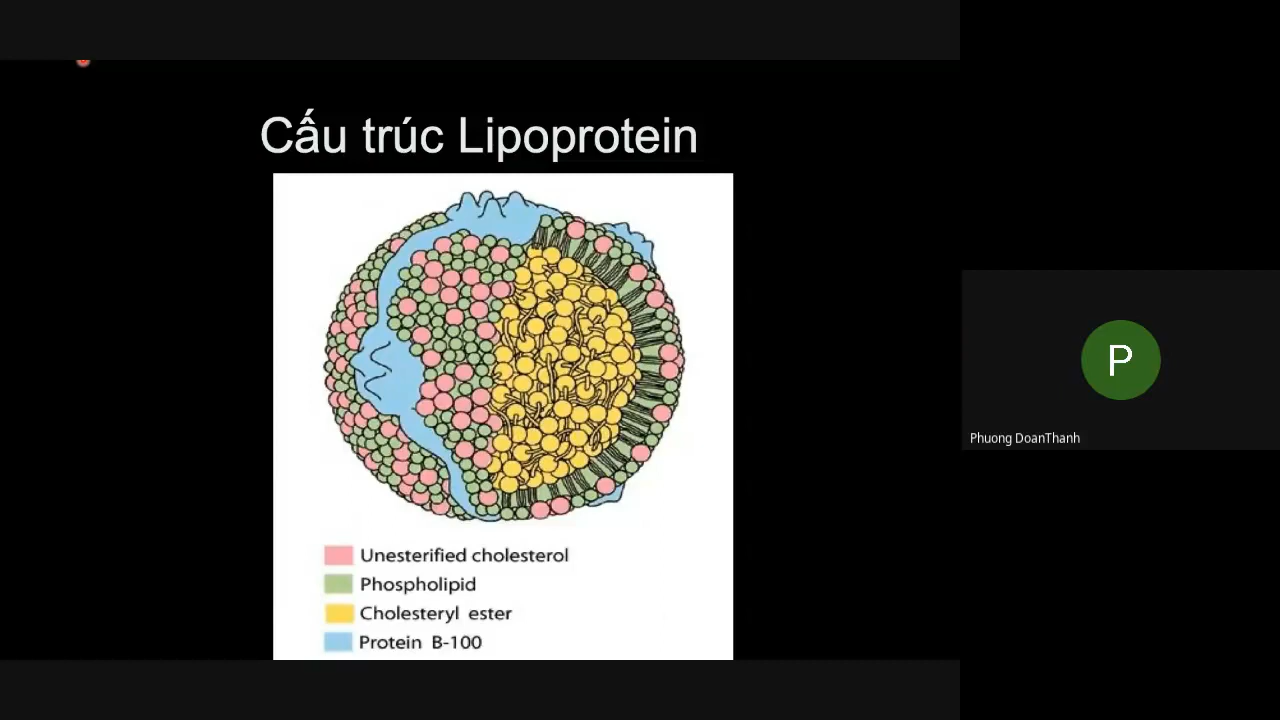 Cấu trúc Lipoprotein
Unesterified cholesterol
Phospholipid
Cholesteryl ester
Protein B-100
P
Phuong DoanThanh